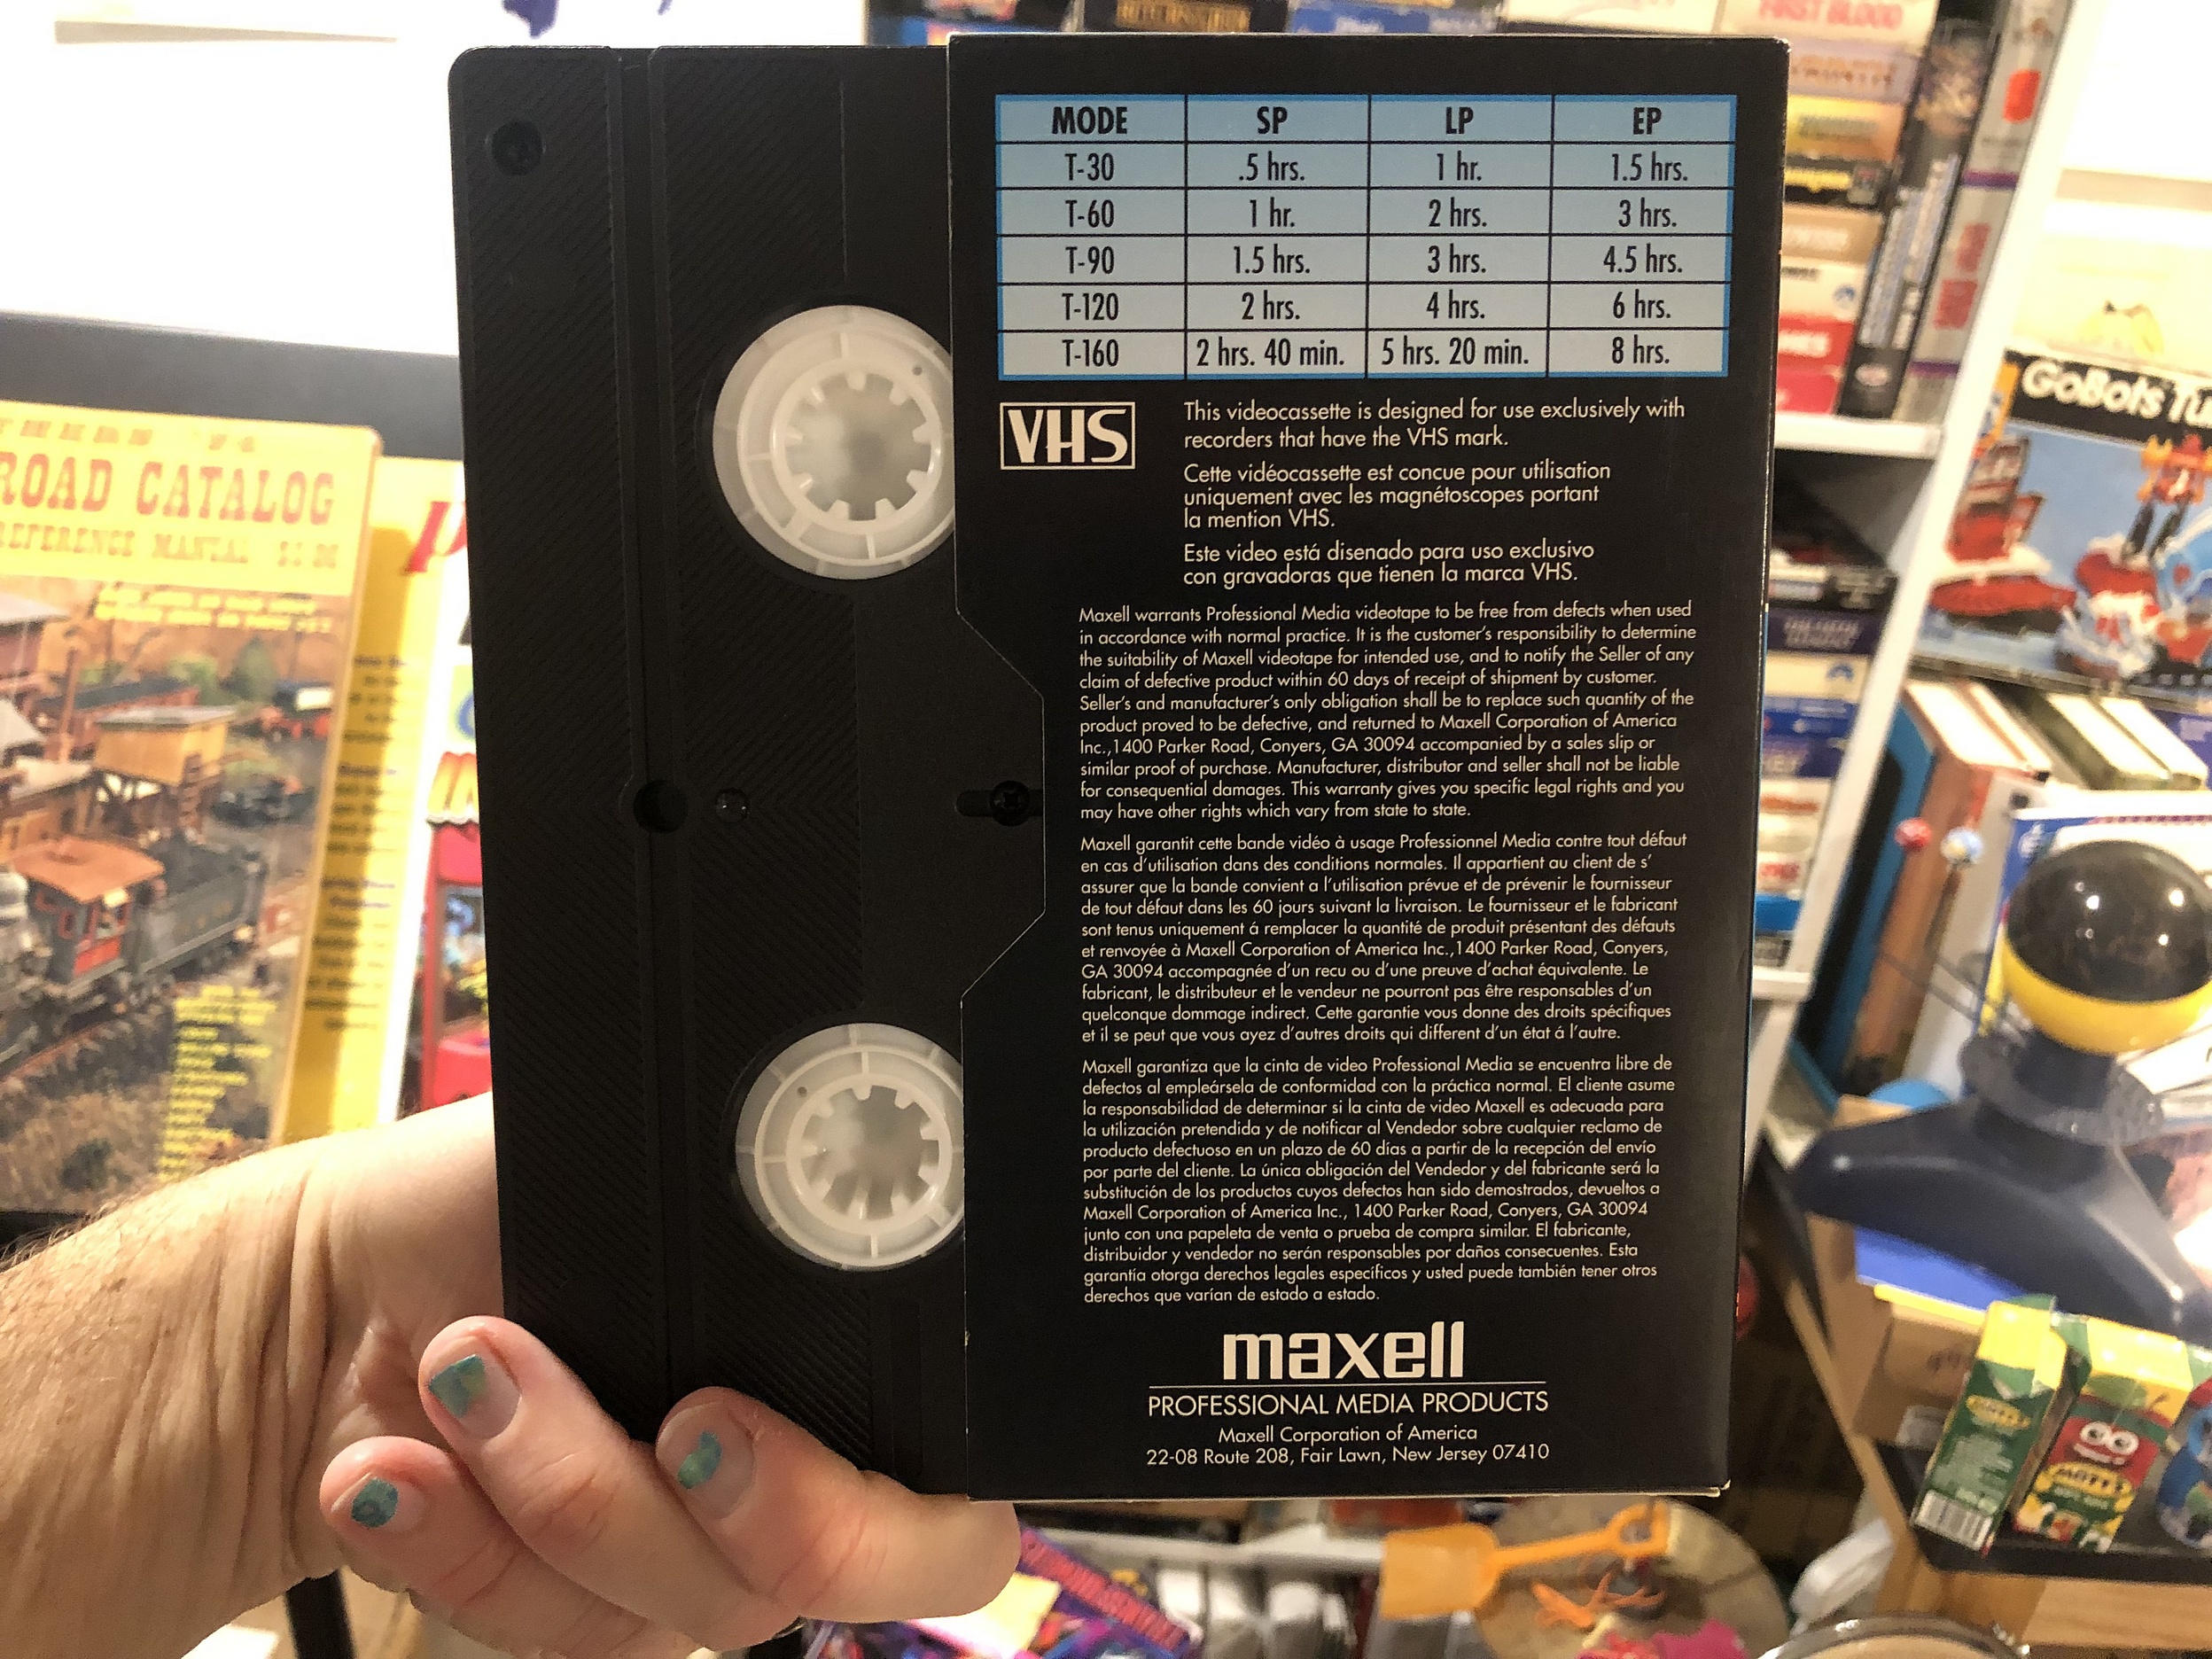 FIRST BLOOD
MODE SP LP EP
T-30 .5 hrs. 1 hr. 1.5 hrs.
T-60 1 hr. 2 hrs. 3 hrs.
T-90 1.5 hrs. 3 hrs. 4.5 hrs.
T-120 2 hrs. 4 hrs. 6 hrs.
T-160 2 hrs. 40 min. 5 hrs. 20 min. 8 hrs.
VHS
This videocassette is designed for use exclusively with
recorders that have the VHS mark.
Cette vidéocassette est concue pour utilisation
uniquement avec les magnétoscopes portant
la mention VHS.
Este video está disenado para uso exclusivo
con gravadoras que tienen la marca VHS.
Maxell warrants Professional Media videotape to be free from defects when used
in accordance with normal practice. It is the customer's responsibility to determine
the suitability of Maxell videotape for intended use, and to notify the Seller of any
claim of defective product within 60 days of receipt of shipment by customer.
Seller's and manufacturer's only obligation shall be to replace such quantity of the
product proved to be defective, and returned to Maxell Corporation of America
Inc.,1400 Parker Road, Conyers, GA 30094 accompanied by a sales slip or
similar proof of purchase. Manufacturer, distributor and seller shall not be liable
for consequential damages. This warranty gives you specific legal rights and you
may have other rights which vary from state to state.
Maxell garantit cette bande vidéo à usage Professionnel Media contre tout défaut
en cas d'utilisation dans des conditions normales. Il appartient au client de s'
assurer que la bande convient a l'utilisation prévue et de prévenir le fournisseur
de tout défaut dans les 60 jours suivant la livraison. Le fournisseur et le fabricant
sont tenus uniquement á remplacer la quantité de produit présentant des défauts
et renvoyée à Maxell Corporation of America Inc.,1400 Parker Road, Conyers,
GA 30094 accompagnée d'un recu ou d'une preuve d'achat équivalente. Le
fabricant, le distributeur et le vendeur ne pourront pas être responsables d'un
quelconque dommage indirect. Cette garantie vous donne des droits spécifiques
et il se peut que vous ayez d'autres droits qui different d'un état á l'autre.
Maxell garantiza que la cinta de video Professional Media se encuentra libre de
defectos al empleársela de conformidad con la práctica normal. El cliente asume
la responsabilidad de determinar si la cinta de video Maxell es adecuada para
la utilización pretendida y de notificar al Vendedor sobre cualquier reclamo de
producto defectuoso en un plazo de 60 días a partir de la recepción del envío
por parte del cliente. La única obligación del Vendedor y del fabricante será la
substitución de los productos cuyos defectos han sido demostrados, devueltos a
Maxell Corporation of America Inc., 1400 Parker Road, Conyers, GA 30094
junto con una papeleta de venta o prueba de compra similar. El fabricante,
distribuidor y vendedor no serán responsables por daños consecuentes. Esta
garantía otorga derechos legales específicos y usted puede también tener otros
derechos que varían de estado a estado.
maxell
PROFESSIONAL MEDIA PRODUCTS
Maxell Corporation of America
22-08 Route 208, Fair Lawn, New Jersey 07410
ROAD CATALOG
REFERENCE MANUAL
GoBots Tu
MOTT'S